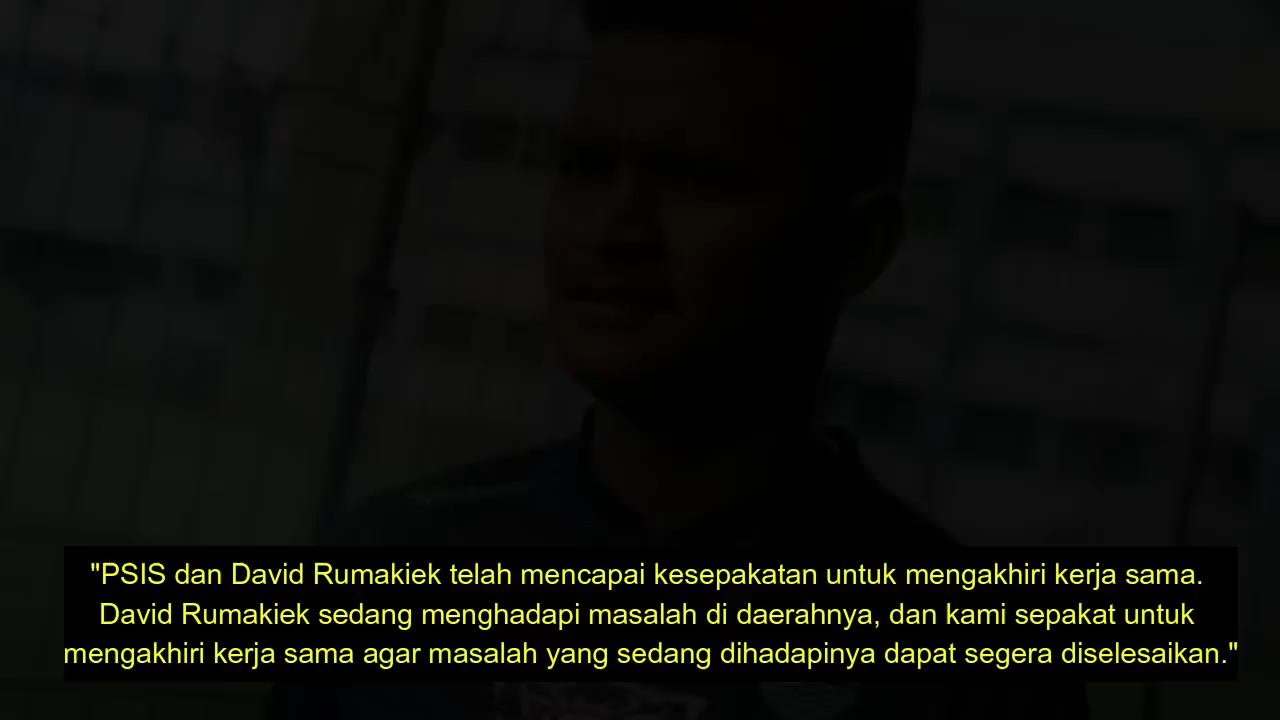 "PSIS dan David Rumakiek telah mencapai kesepakatan untuk mengakhiri kerja sama.
David Rumakiek sedang menghadapi masalah di daerahnya, dan kami sepakat untuk
mengakhiri kerja sama agar masalah yang sedang dihadapinya dapat segera diselesaikan."